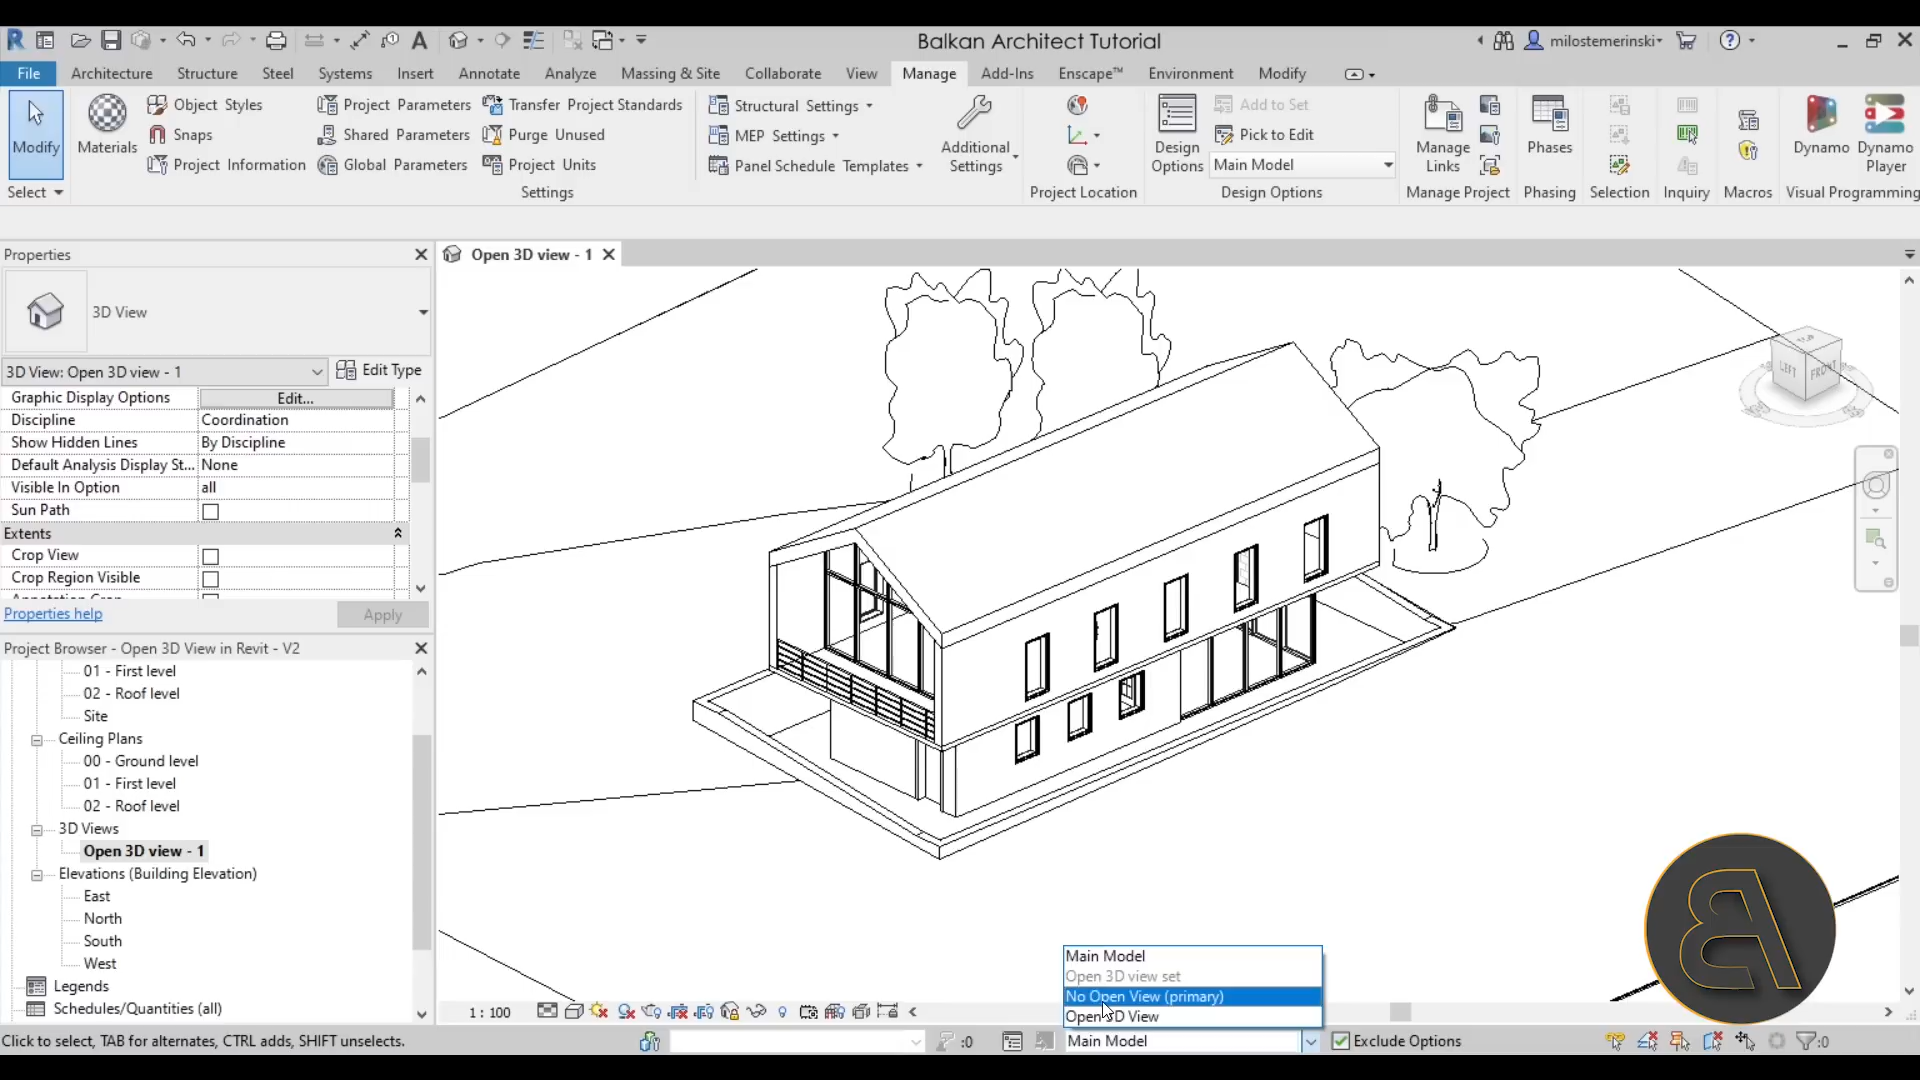 Balkan Architect Tutorial
milostemerinski
File Architecture Structure Steel Systems Insert Annotate Analyze Massing & Site Collaborate View Manage Add-Ins Enscape™ Environment Modify
Modify
Select
Materials
Object Styles
Snaps
Project Information
Project Parameters
Shared Parameters
Global Parameters
Transfer Project Standards
Purge Unused
Project Units
Settings
Structural Settings
MEP Settings
Panel Schedule Templates
Additional
Settings
Project Location
Design
Options
Add to Set
Pick to Edit
Main Model
Design Options
Manage
Links
Manage Project
Phases
Phasing
Selection
Inquiry
Macros
Dynamo
Dynamo
Player
Visual Programming
Properties
3D View
3D View: Open 3D view - 1
Edit Type
Graphic Display Options Edit...
Discipline Coordination
Show Hidden Lines By Discipline
Default Analysis Display St... None
Visible In Option all
Sun Path
Extents
Crop View
Crop Region Visible
Properties help
Apply
Project Browser - Open 3D View in Revit - V2
01 - First level
02 - Roof level
Site
Ceiling Plans
00 - Ground level
01 - First level
02 - Roof level
3D Views
Open 3D view - 1
Elevations (Building Elevation)
East
North
South
West
Legends
Schedules/Quantities (all)
Open 3D view - 1
LEFT
FRONT
1 : 100
Main Model
Open 3D view set
No Open View (primary)
Open 3D View
Click to select, TAB for alternates, CTRL adds, SHIFT unselects.
:0
Main Model
Exclude Options
:0